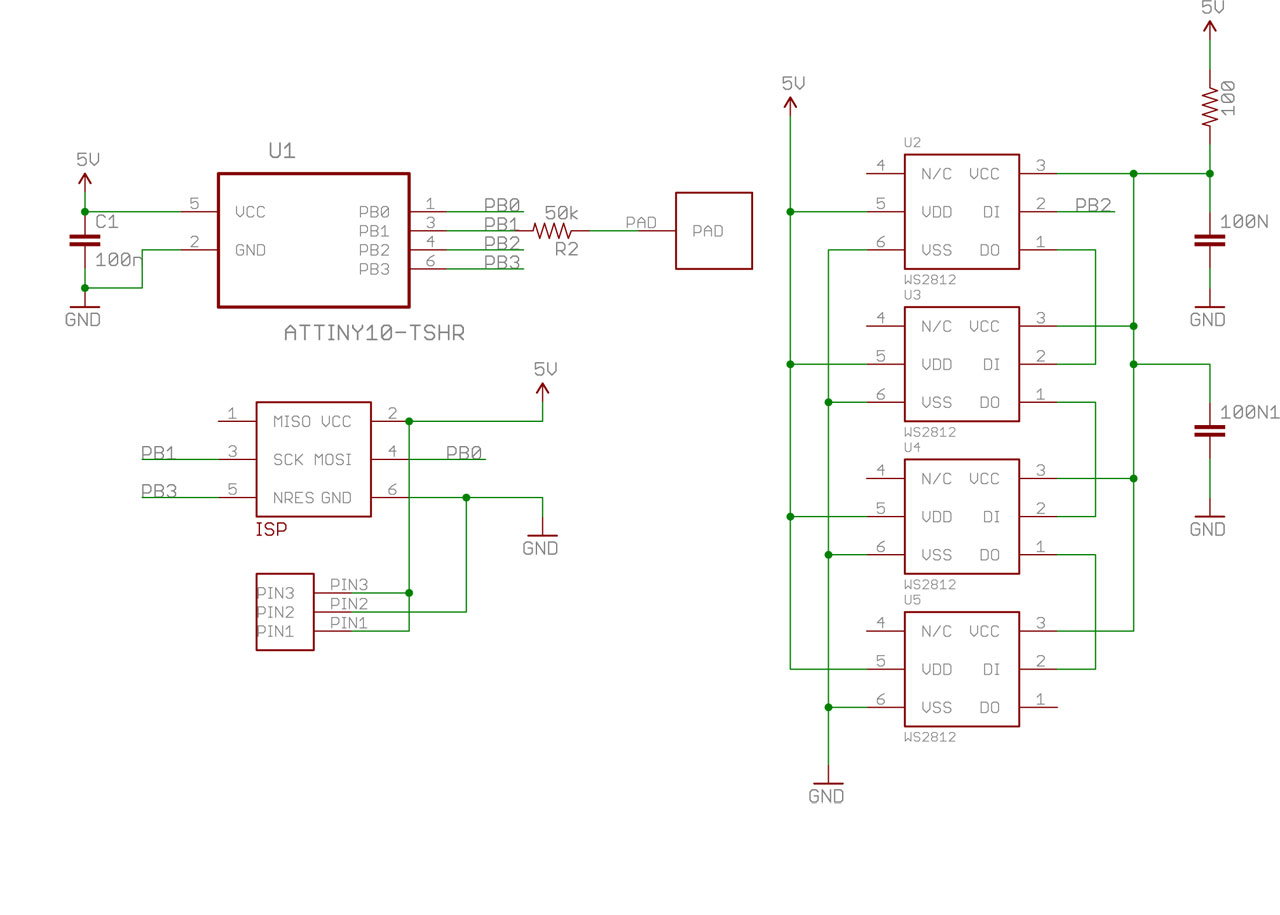 5V
U1
5V
C1
100n
GND
5 VCC
2 GND
PB0 1 PB0
PB1 3 PB1
PB2 4 PB2
PB3 6 PB3
50k
R2
PAD
PAD
ATTINY10-TSHR
5V
1 MISO VCC 2
PB1 3 SCK MOSI 4 PB0
PB3 5 NRES GND 6
ISP
GND
PIN3 PIN3
PIN2 PIN2
PIN1 PIN1
5V
U2
4 N/C VCC 3
5 VDD DI 2 PB2
6 VSS DO 1
WS2812
U3
4 N/C VCC 3
5 VDD DI 2
6 VSS DO 1
WS2812
U4
4 N/C VCC 3
5 VDD DI 2
6 VSS DO 1
WS2812
U5
4 N/C VCC 3
5 VDD DI 2
6 VSS DO 1
WS2812
GND
5V
100
100N
GND
100N1
GND